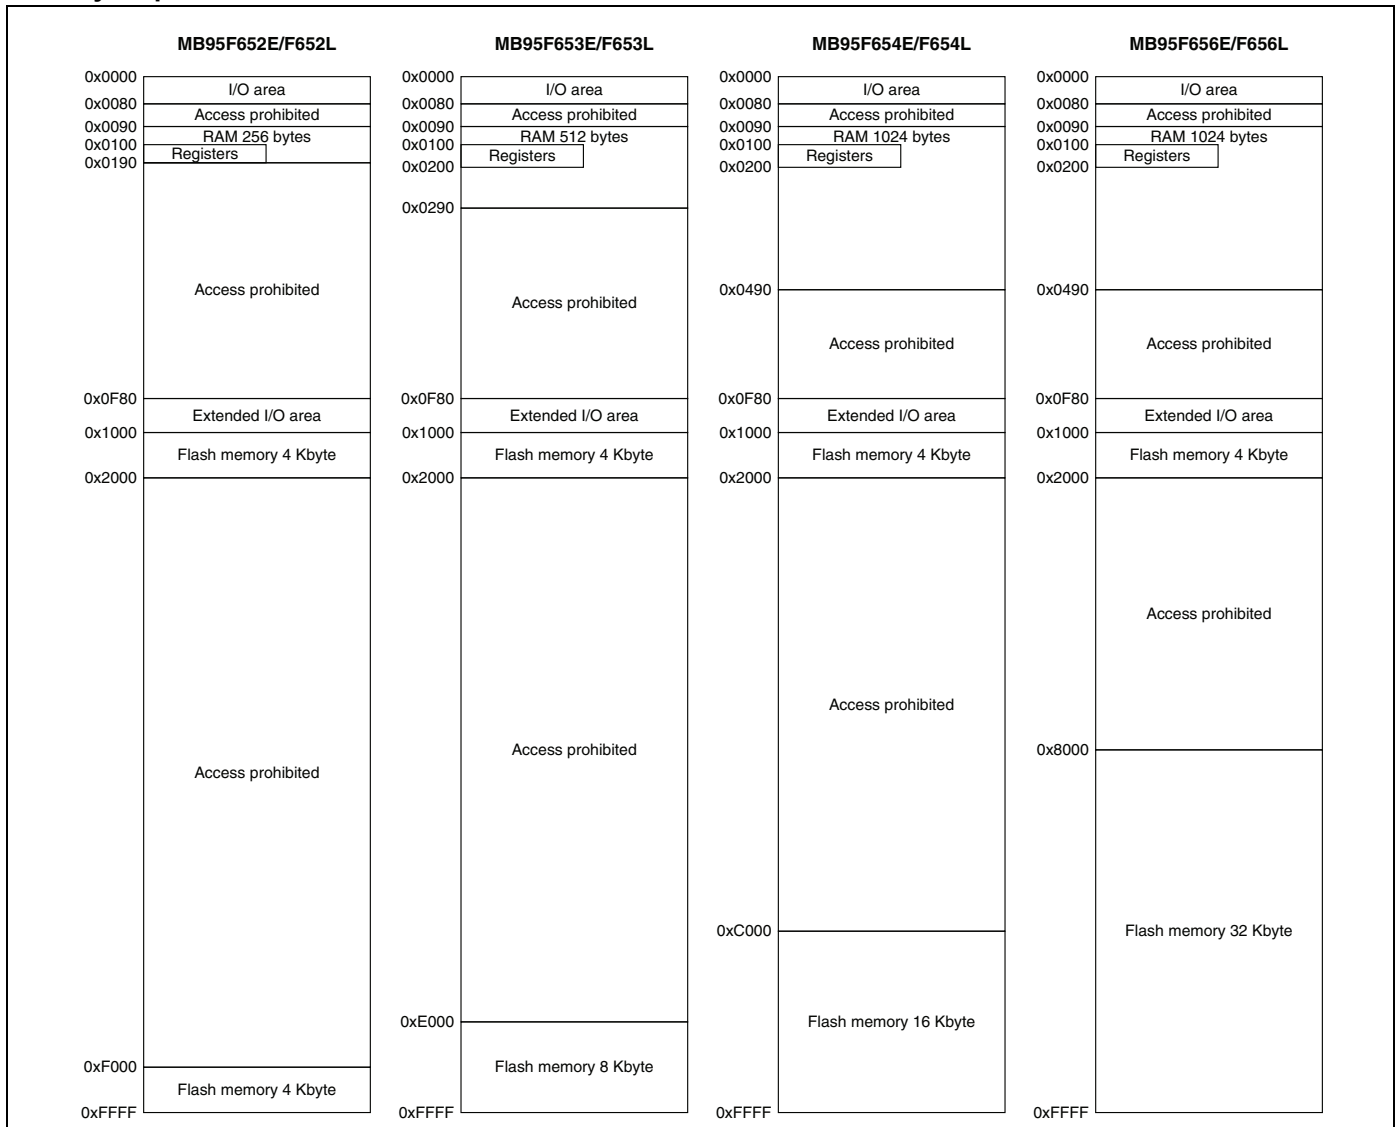 MB95F652E/F652L
0x0000
I/O area
0x0080
Access prohibited
0x0090
RAM 256 bytes
0x0100
Registers
0x0190
Access prohibited
0x0F80
Extended I/O area
0x1000
Flash memory 4 Kbyte
0x2000
Access prohibited
0xF000
Flash memory 4 Kbyte
0xFFFF
MB95F653E/F653L
0x0000
I/O area
0x0080
Access prohibited
0x0090
RAM 512 bytes
0x0100
Registers
0x0200
0x0290
Access prohibited
0x0F80
Extended I/O area
0x1000
Flash memory 4 Kbyte
0x2000
Access prohibited
0xE000
Flash memory 8 Kbyte
0xFFFF
MB95F654E/F654L
0x0000
I/O area
0x0080
Access prohibited
0x0090
RAM 1024 bytes
0x0100
Registers
0x0200
0x0490
Access prohibited
0x0F80
Extended I/O area
0x1000
Flash memory 4 Kbyte
0x2000
Access prohibited
0xC000
Flash memory 16 Kbyte
0xFFFF
MB95F656E/F656L
0x0000
I/O area
0x0080
Access prohibited
0x0090
RAM 1024 bytes
0x0100
Registers
0x0200
0x0490
Access prohibited
0x0F80
Extended I/O area
0x1000
Flash memory 4 Kbyte
0x2000
Access prohibited
0x8000
Flash memory 32 Kbyte
0xFFFF